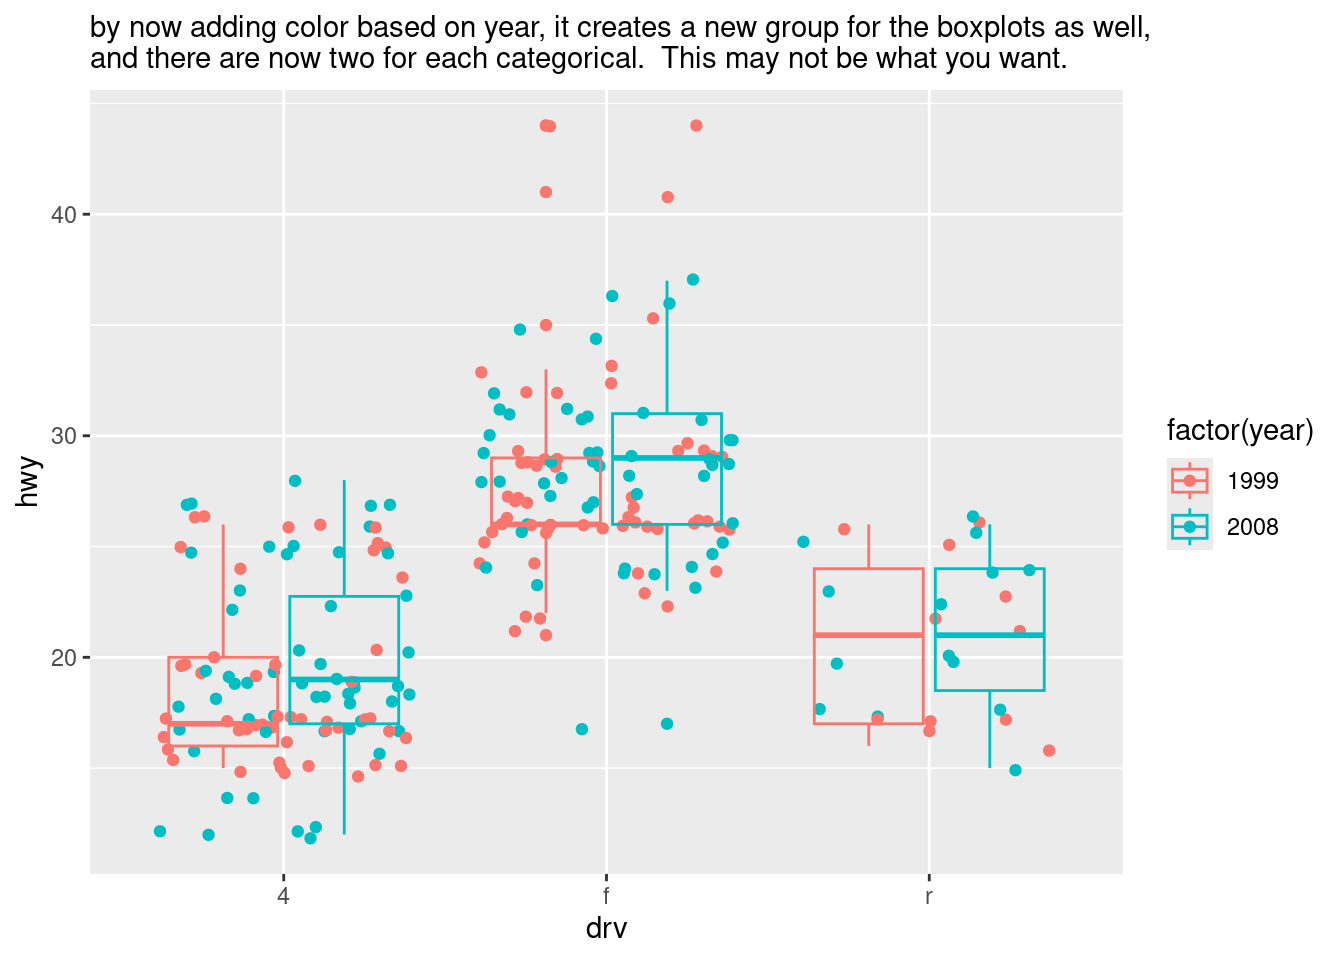 by now adding color based on year, it creates a new group for the boxplots as well,
and there are now two for each categorical.  This may not be what you want.
40
30
20
hwy
4
f
r
drv
factor(year)
1999
2008